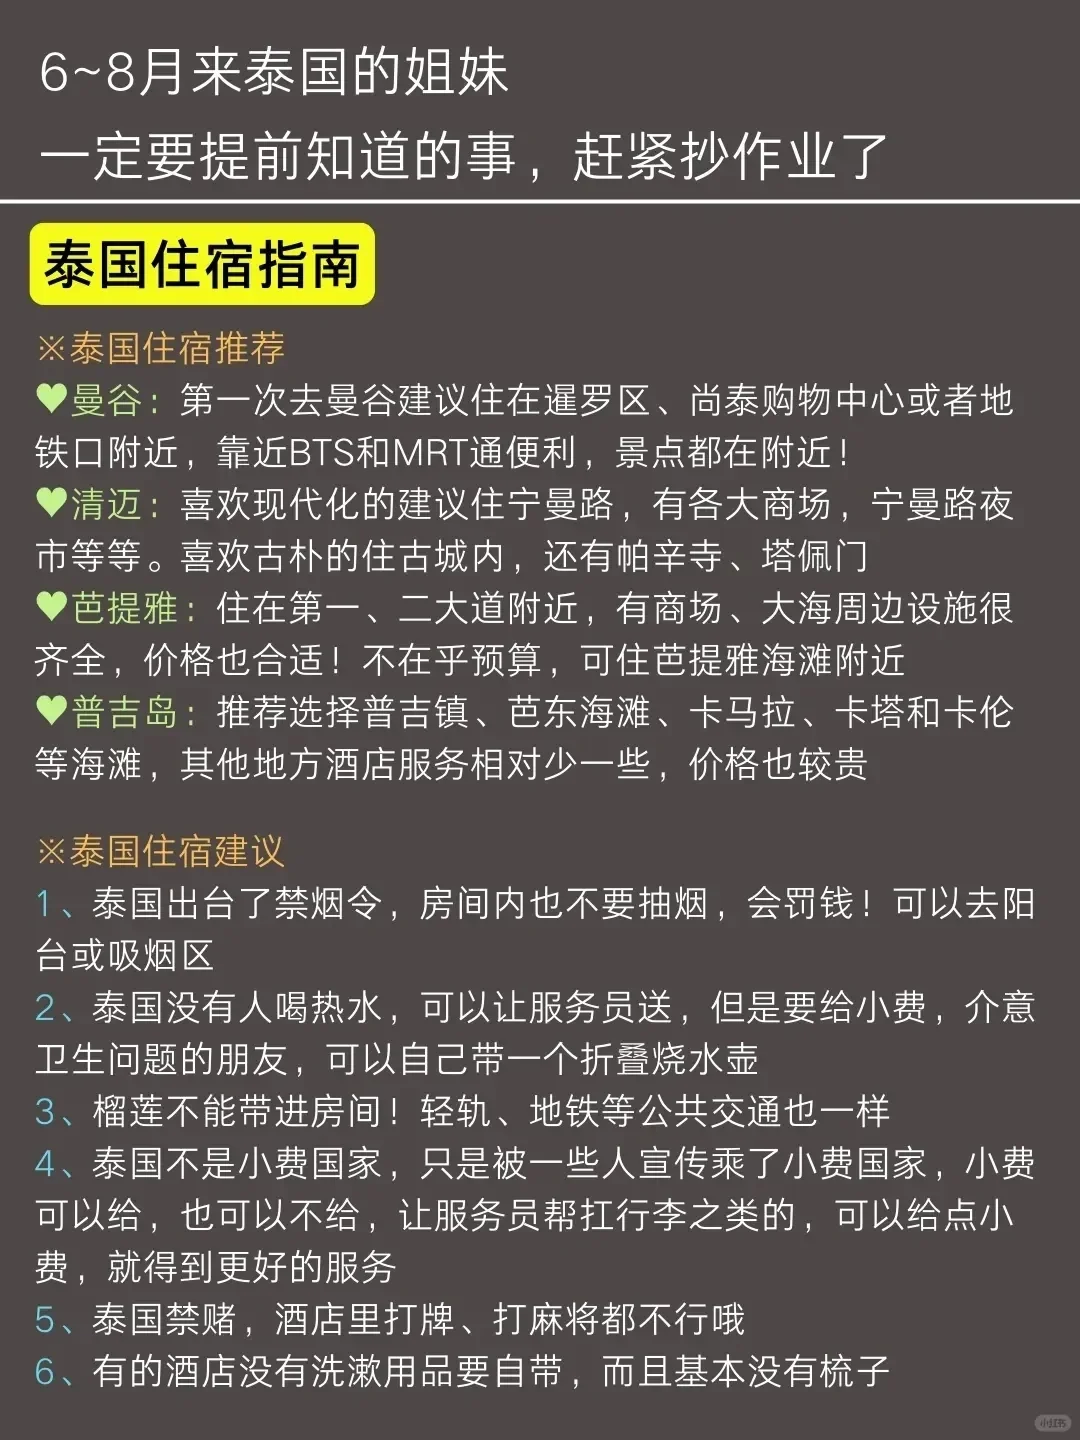 6~8月来泰国的姐妹
一定要提前知道的事，赶紧抄作业了
泰国住宿指南
※泰国住宿推荐
♥曼谷：第一次去曼谷建议住在暹罗区、尚泰购物中心或者地
铁口附近，靠近BTS和MRT通便利，景点都在附近！
♥清迈：喜欢现代化的建议住宁曼路，有各大商场，宁曼路夜
市等等。喜欢古朴的住古城内，还有帕辛寺、塔佩门
♥芭提雅：住在第一、二大道附近，有商场、大海周边设施很
齐全，价格也合适！不在乎预算，可住芭提雅海滩附近
♥普吉岛：推荐选择普吉镇、芭东海滩、卡马拉、卡塔和卡伦
等海滩，其他地方酒店服务相对少一些，价格也较贵
※泰国住宿建议
1、泰国出台了禁烟令，房间内也不要抽烟，会罚钱！可以去阳
台或吸烟区
2、泰国没有人喝热水，可以让服务员送，但是要给小费，介意
卫生问题的朋友，可以自己带一个折叠烧水壶
3、榴莲不能带进房间！轻轨、地铁等公共交通也一样
4、泰国不是小费国家，只是被一些人宣传乘了小费国家，小费
可以给，也可以不给，让服务员帮扛行李之类的，可以给点小
费，就得到更好的服务
5、泰国禁赌，酒店里打牌、打麻将都不行哦
6、有的酒店没有洗漱用品要自带，而且基本没有梳子
小红书